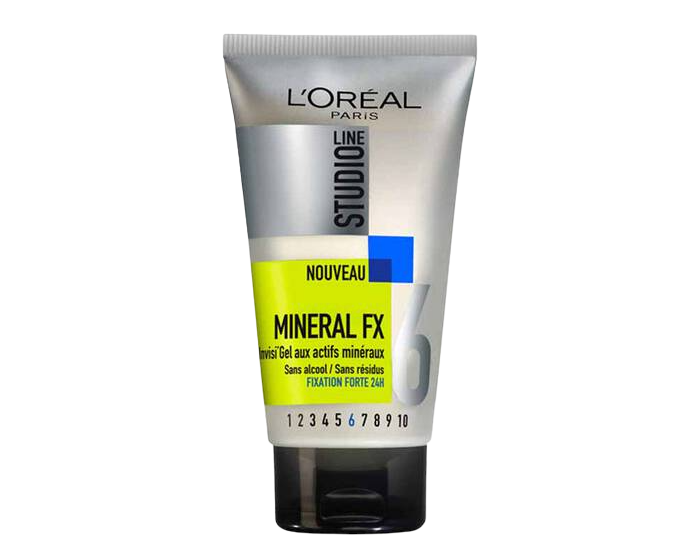 L'ORÉAL
PARIS
STUDIO LINE
NOUVEAU
6
MINERAL FX
Invisi'Gel aux actifs minéraux
Sans alcool / Sans résidus
FIXATION FORTE 24H
1 2 3 4 5 6 7 8 9 10